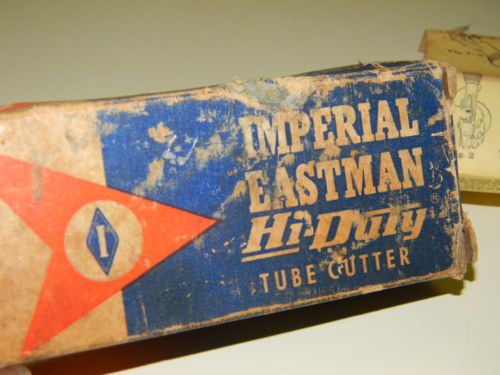 IMPERIAL
EASTMAN
Hi-Duty®
TUBE CUTTER
I